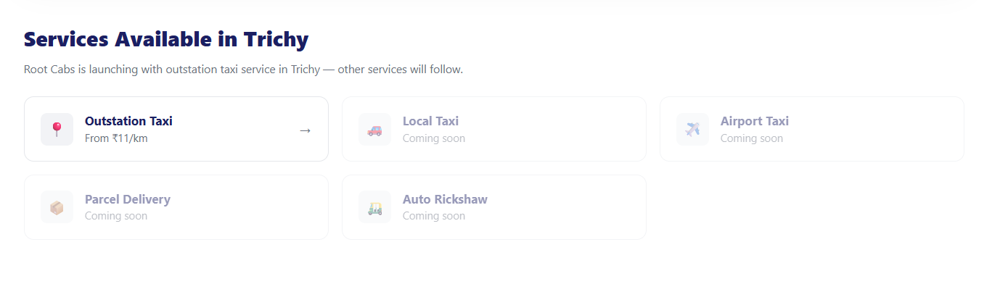 Services Available in Trichy
Root Cabs is launching with outstation taxi service in Trichy — other services will follow.
Outstation Taxi
From ₹11/km
→
Local Taxi
Coming soon
Airport Taxi
Coming soon
Parcel Delivery
Coming soon
Auto Rickshaw
Coming soon